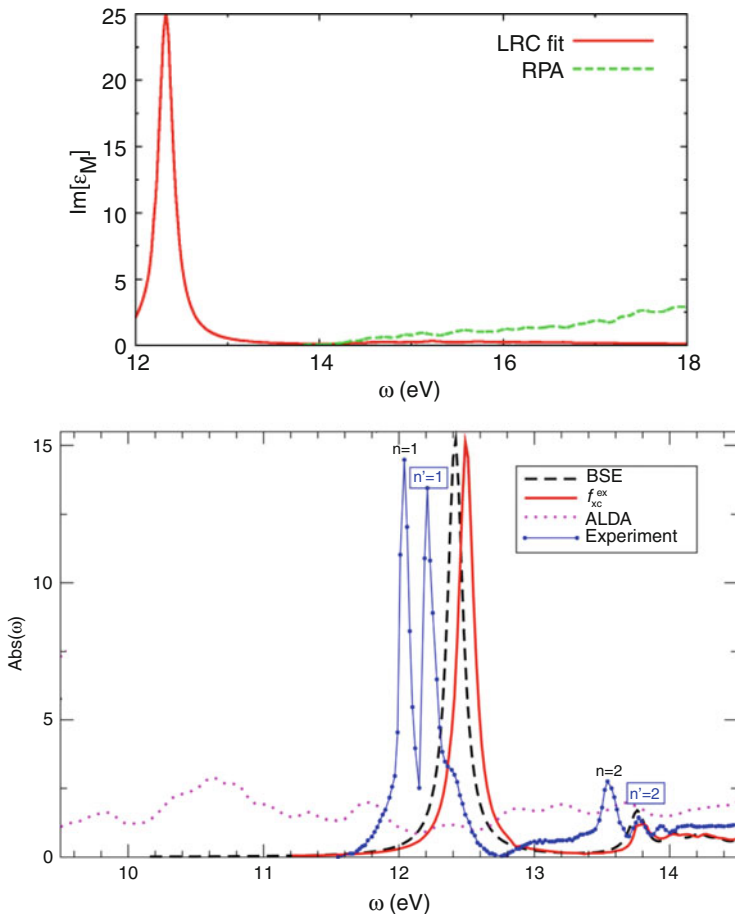 25
20
15
10
5
0
Im[εM]
LRC fit
RPA
12 14 16 18
ω (eV)
15
10
5
0
Abs(ω)
n=1
n'=1
BSE
f xc ex
ALDA
Experiment
n=2
n'=2
10 11 12 13 14
ω (eV)